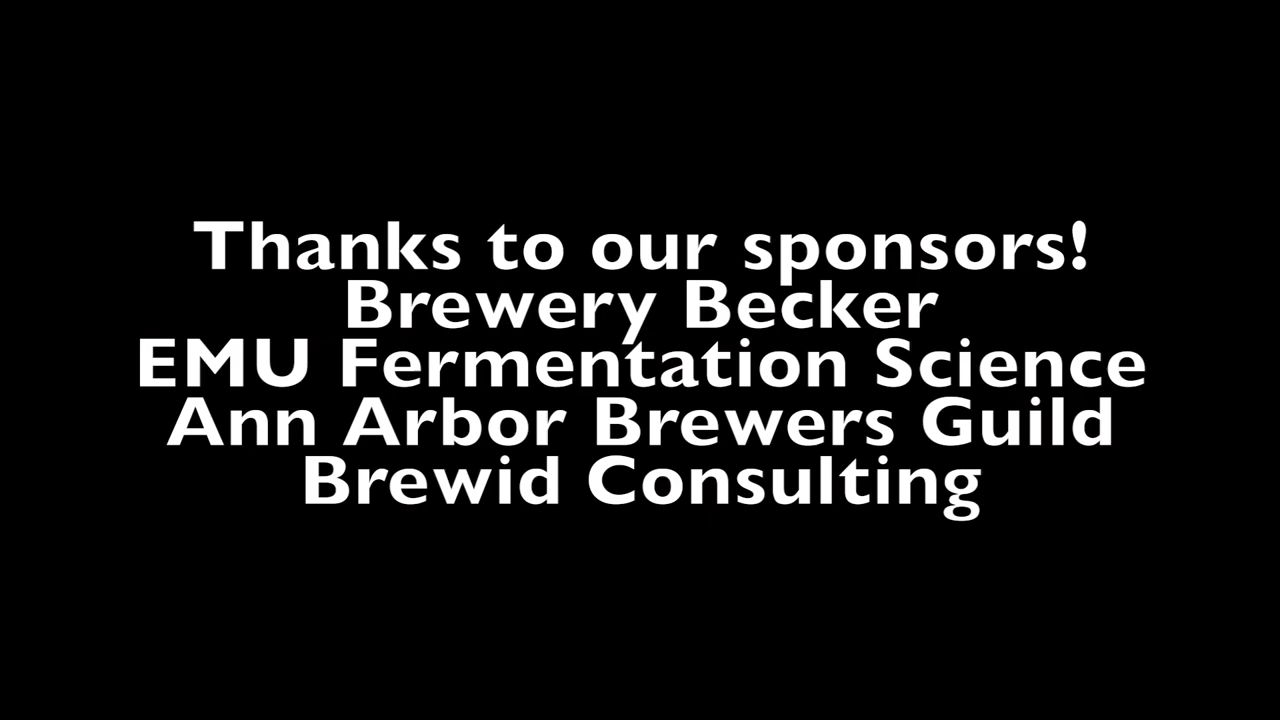 Thanks to our sponsors!
Brewery Becker
EMU Fermentation Science
Ann Arbor Brewers Guild
Brewid Consulting